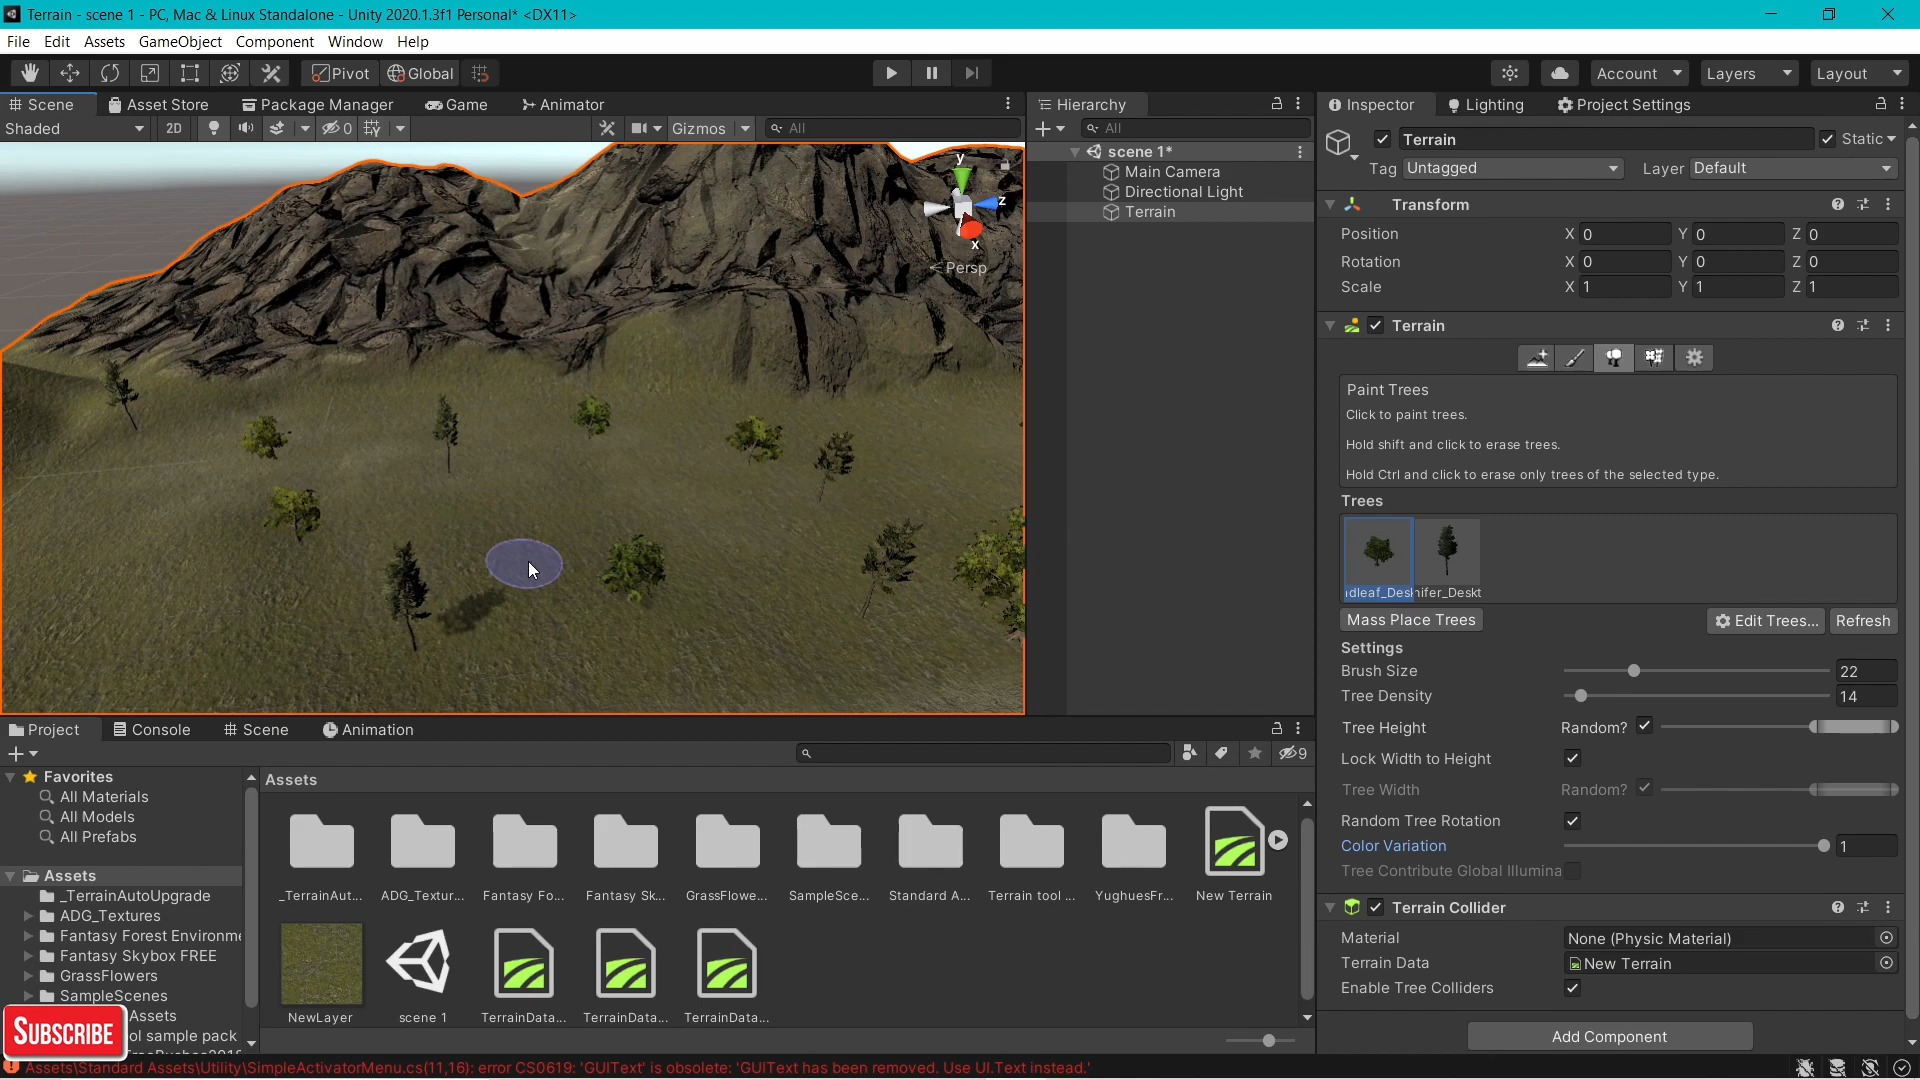 Terrain - scene 1 - PC, Mac & Linux Standalone - Unity 2020.1.3f1 Personal* <DX11>
File Edit Assets GameObject Component Window Help
Pivot Global Account Layers Layout
Scene Asset Store Package Manager Game Animator
Shaded 2D 0 Gizmos All
y
z
x
Persp
Hierarchy
All
scene 1*
Main Camera
Directional Light
Terrain
Inspector Lighting Project Settings
Terrain Static
Tag Untagged Layer Default
Transform
Position X 0 Y 0 Z 0
Rotation X 0 Y 0 Z 0
Scale X 1 Y 1 Z 1
Terrain
Paint Trees
Click to paint trees.
Hold shift and click to erase trees.
Hold Ctrl and click to erase only trees of the selected type.
Trees
dleaf_Des nifer_Deskt
Mass Place Trees Edit Trees... Refresh
Settings
Brush Size 22
Tree Density 14
Tree Height Random?
Lock Width to Height
Tree Width Random?
Random Tree Rotation
Color Variation 1
Tree Contribute Global Illumina
Terrain Collider
Material None (Physic Material)
Terrain Data New Terrain
Enable Tree Colliders
Add Component
Project Console Scene Animation
9
Favorites
All Materials
All Models
All Prefabs
Assets
_TerrainAutoUpgrade
ADG_Textures
Fantasy Forest Environme
Fantasy Skybox FREE
GrassFlowers
SampleScenes
Assets
ol sample pack
Assets
_TerrainAut... ADG_Textur... Fantasy Fo... Fantasy Sk... GrassFlowe... SampleSce... Standard A... Terrain tool ... YughuesFr... New Terrain
NewLayer scene 1 TerrainData... TerrainData... TerrainData...
SUBSCRIBE
Assets\Standard Assets\Utility\SimpleActivatorMenu.cs(11,16): error CS0619: 'GUIText' is obsolete: 'GUIText has been removed. Use UI.Text instead.'